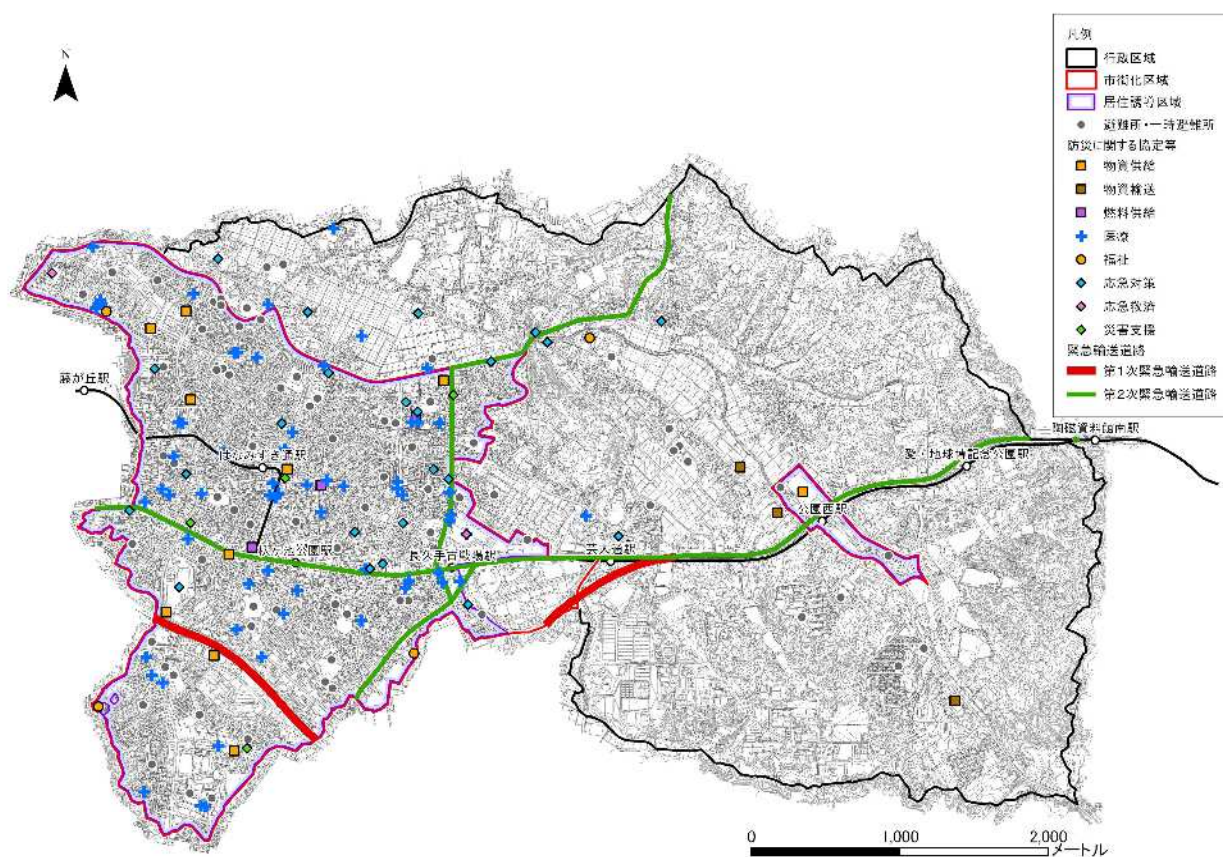 凡例
行政区域
市街化区域
居住誘導区域
避難所・一時避難所
防災に関する協定等
物資供給
物資輸送
燃料供給
医療
福祉
応急対策
応急救済
災害支援
緊急輸送道路
第1次緊急輸送道路
第2次緊急輸送道路
N
藤が丘駅
はなみずき通駅
公園駅
長久手古戦場駅
芸大通駅
公園西駅
愛・地球博記念公園駅
陶磁資料館南駅
0 1,000 2,000
メートル